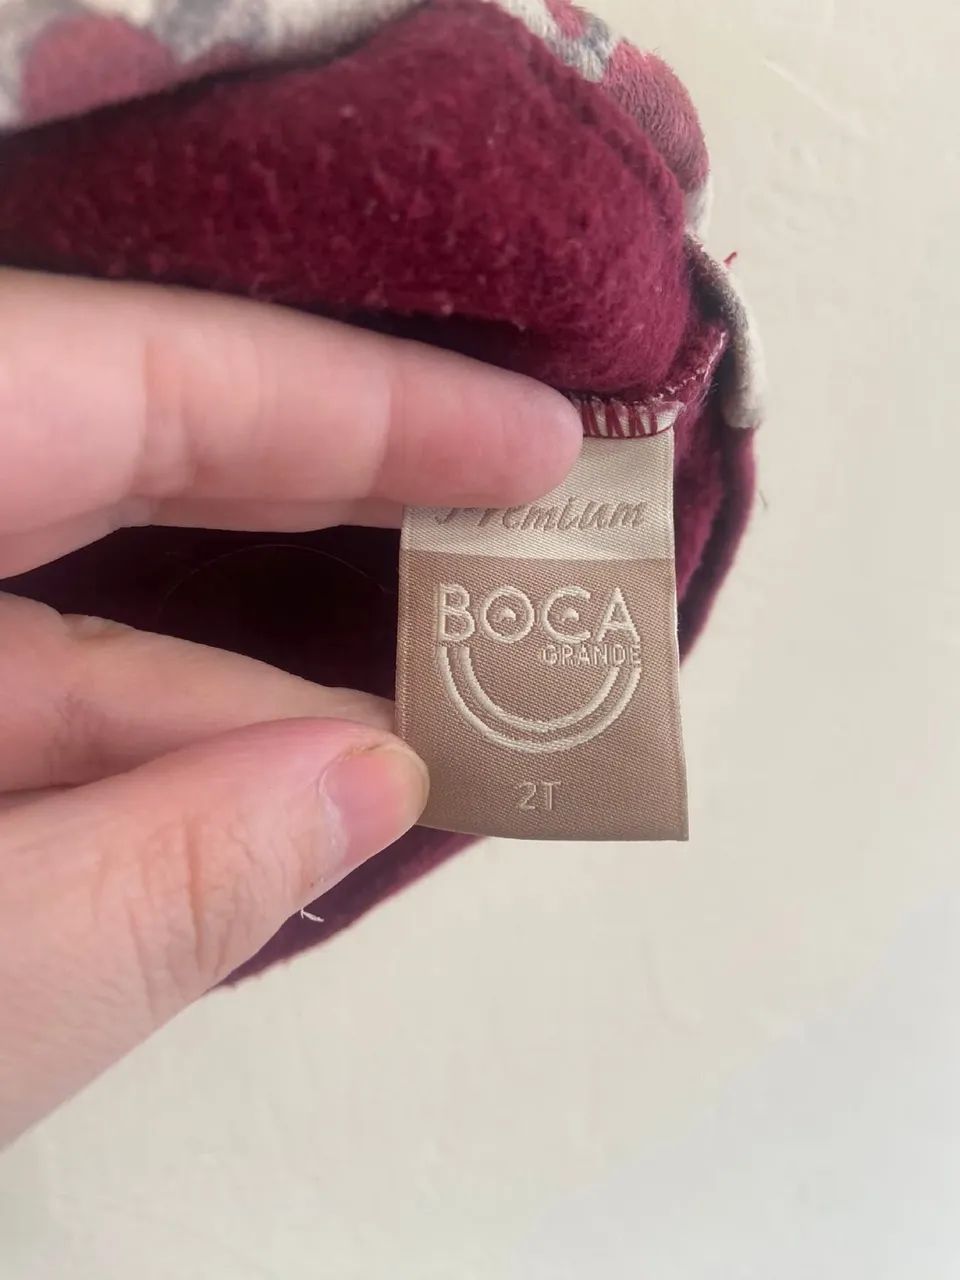 Premium
BOCA
GRANDE
2T